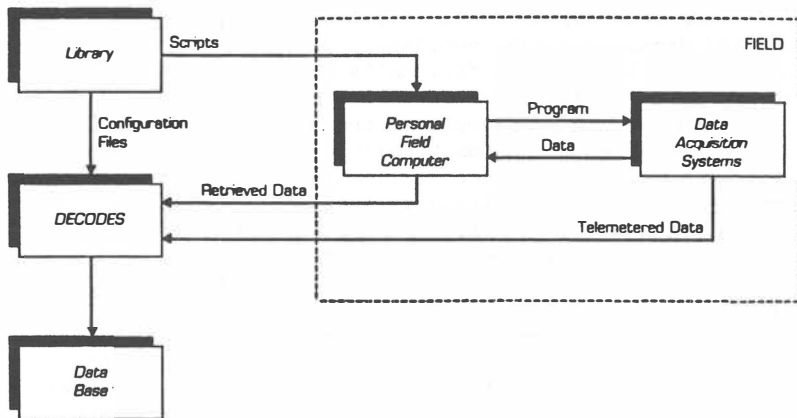 Library
Scripts
FIELD
Configuration
Files
Personal
Field
Computer
Program
Data
Data
Acquisition
Systems
Retrieved Data
DECODES
Telemetered Data
Data
Base